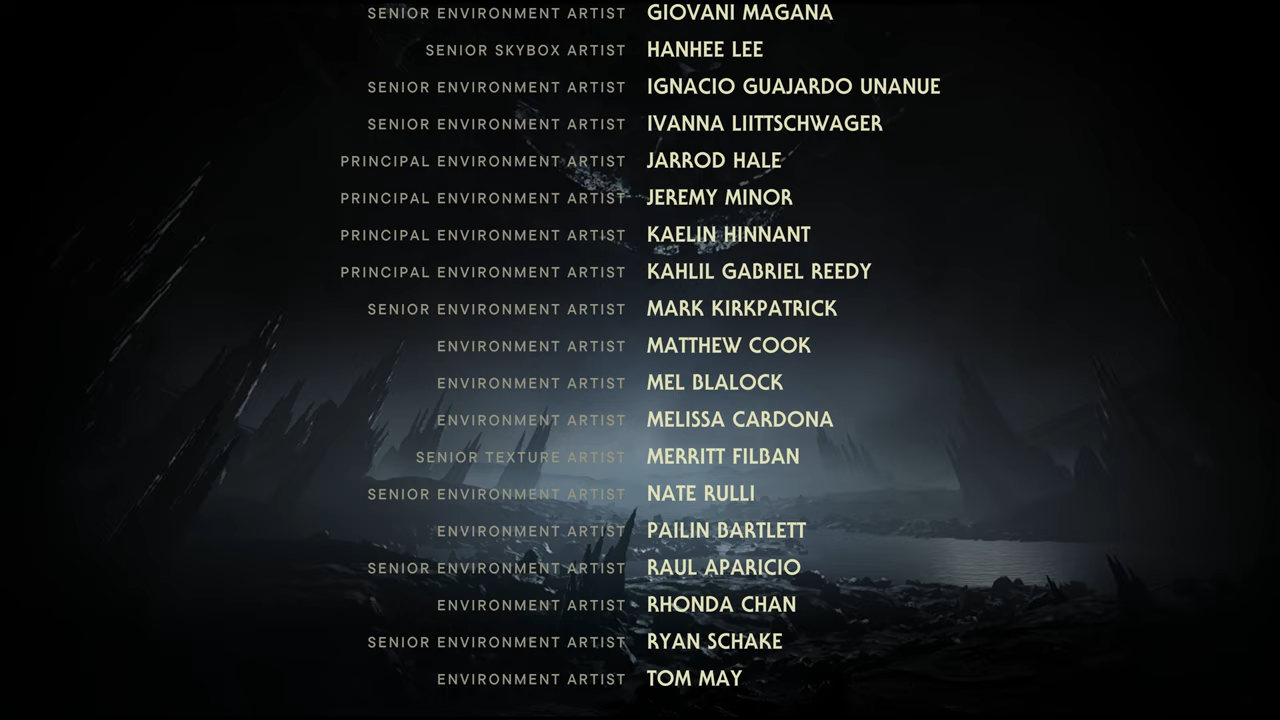 SENIOR ENVIRONMENT ARTIST GIOVANI MAGANA
SENIOR SKYBOX ARTIST HANHEE LEE
SENIOR ENVIRONMENT ARTIST IGNACIO GUAJARDO UNANUE
SENIOR ENVIRONMENT ARTIST IVANNA LIITTSCHWAGER
PRINCIPAL ENVIRONMENT ARTIST JARROD HALE
PRINCIPAL ENVIRONMENT ARTIST JEREMY MINOR
PRINCIPAL ENVIRONMENT ARTIST KAELIN HINNANT
PRINCIPAL ENVIRONMENT ARTIST KAHLIL GABRIEL REEDY
SENIOR ENVIRONMENT ARTIST MARK KIRKPATRICK
ENVIRONMENT ARTIST MATTHEW COOK
ENVIRONMENT ARTIST MEL BLALOCK
ENVIRONMENT ARTIST MELISSA CARDONA
SENIOR TEXTURE ARTIST MERRITT FILBAN
SENIOR ENVIRONMENT ARTIST NATE RULLI
ENVIRONMENT ARTIST PAILIN BARTLETT
SENIOR ENVIRONMENT ARTIST RAUL APARICIO
ENVIRONMENT ARTIST RHONDA CHAN
SENIOR ENVIRONMENT ARTIST RYAN SCHAKE
ENVIRONMENT ARTIST TOM MAY